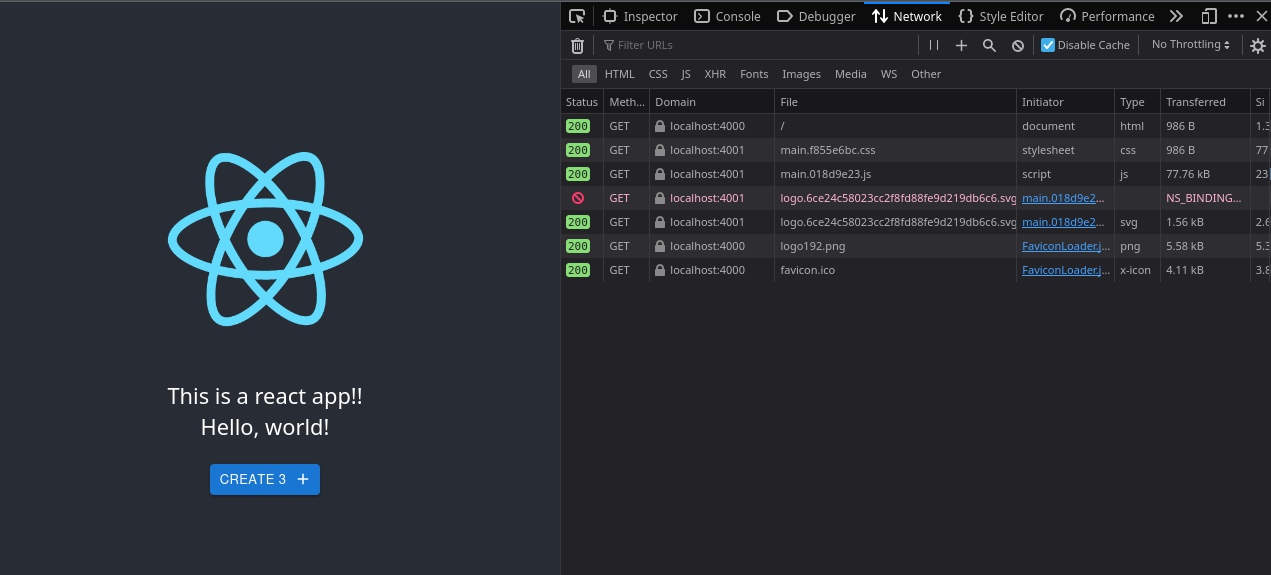 Inspector Console Debugger Network Style Editor Performance
Filter URLs Disable Cache No Throttling
All HTML CSS JS XHR Fonts Images Media WS Other
Status Meth... Domain File Initiator Type Transferred Si
200 GET localhost:4000 / document html 986 B 1.3
200 GET localhost:4001 main.f855e6bc.css stylesheet css 986 B 77
200 GET localhost:4001 main.018d9e23.js script js 77.76 kB 23
GET localhost:4001 logo.6ce24c58023cc2f8fd88fe9d219db6c6.svg main.018d9e2... NS_BINDING...
200 GET localhost:4001 logo.6ce24c58023cc2f8fd88fe9d219db6c6.svg main.018d9e2... svg 1.56 kB 2.6
200 GET localhost:4000 logo192.png FaviconLoader.j... png 5.58 kB 5.3
200 GET localhost:4000 favicon.ico FaviconLoader.j... x-icon 4.11 kB 3.8
This is a react app!!
Hello, world!
CREATE 3 +